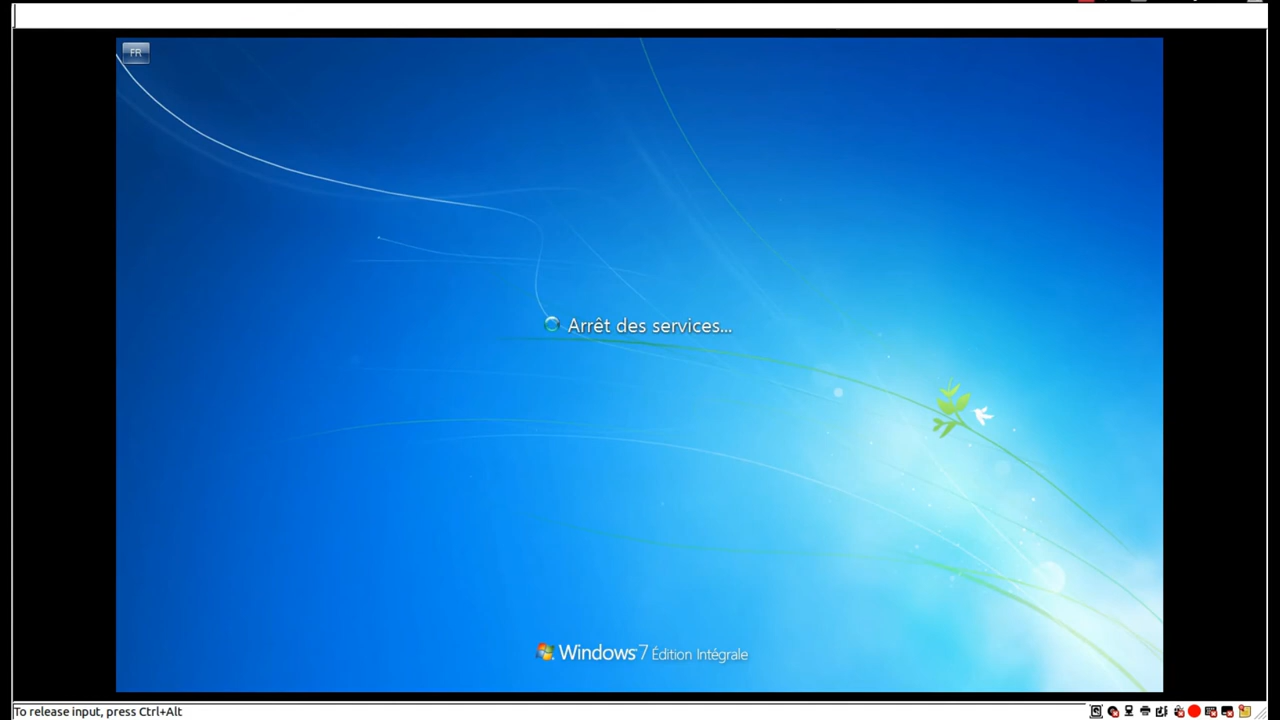 FR
Arrêt des services...
Windows 7 Édition Intégrale
To release input, press Ctrl+Alt